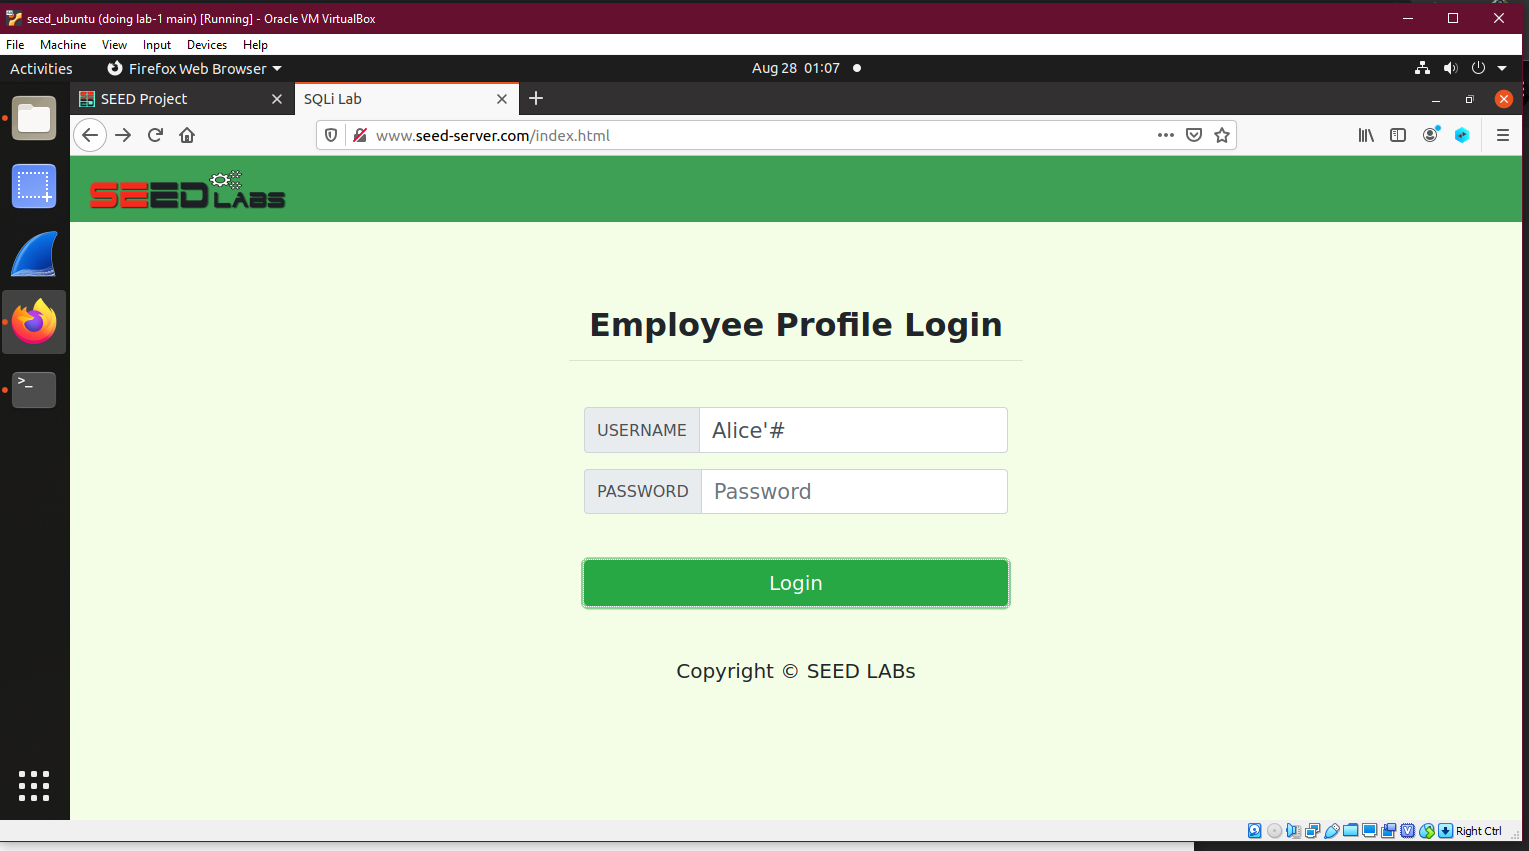 seed_ubuntu (doing lab-1 main) [Running] - Oracle VM VirtualBox
File Machine View Input Devices Help
Activities Firefox Web Browser Aug 28 01:07
SEED Project SQLi Lab
www.seed-server.com/index.html
SEED LABS
Employee Profile Login
USERNAME Alice'#
PASSWORD Password
Login
Copyright © SEED LABs
>_
Right Ctrl